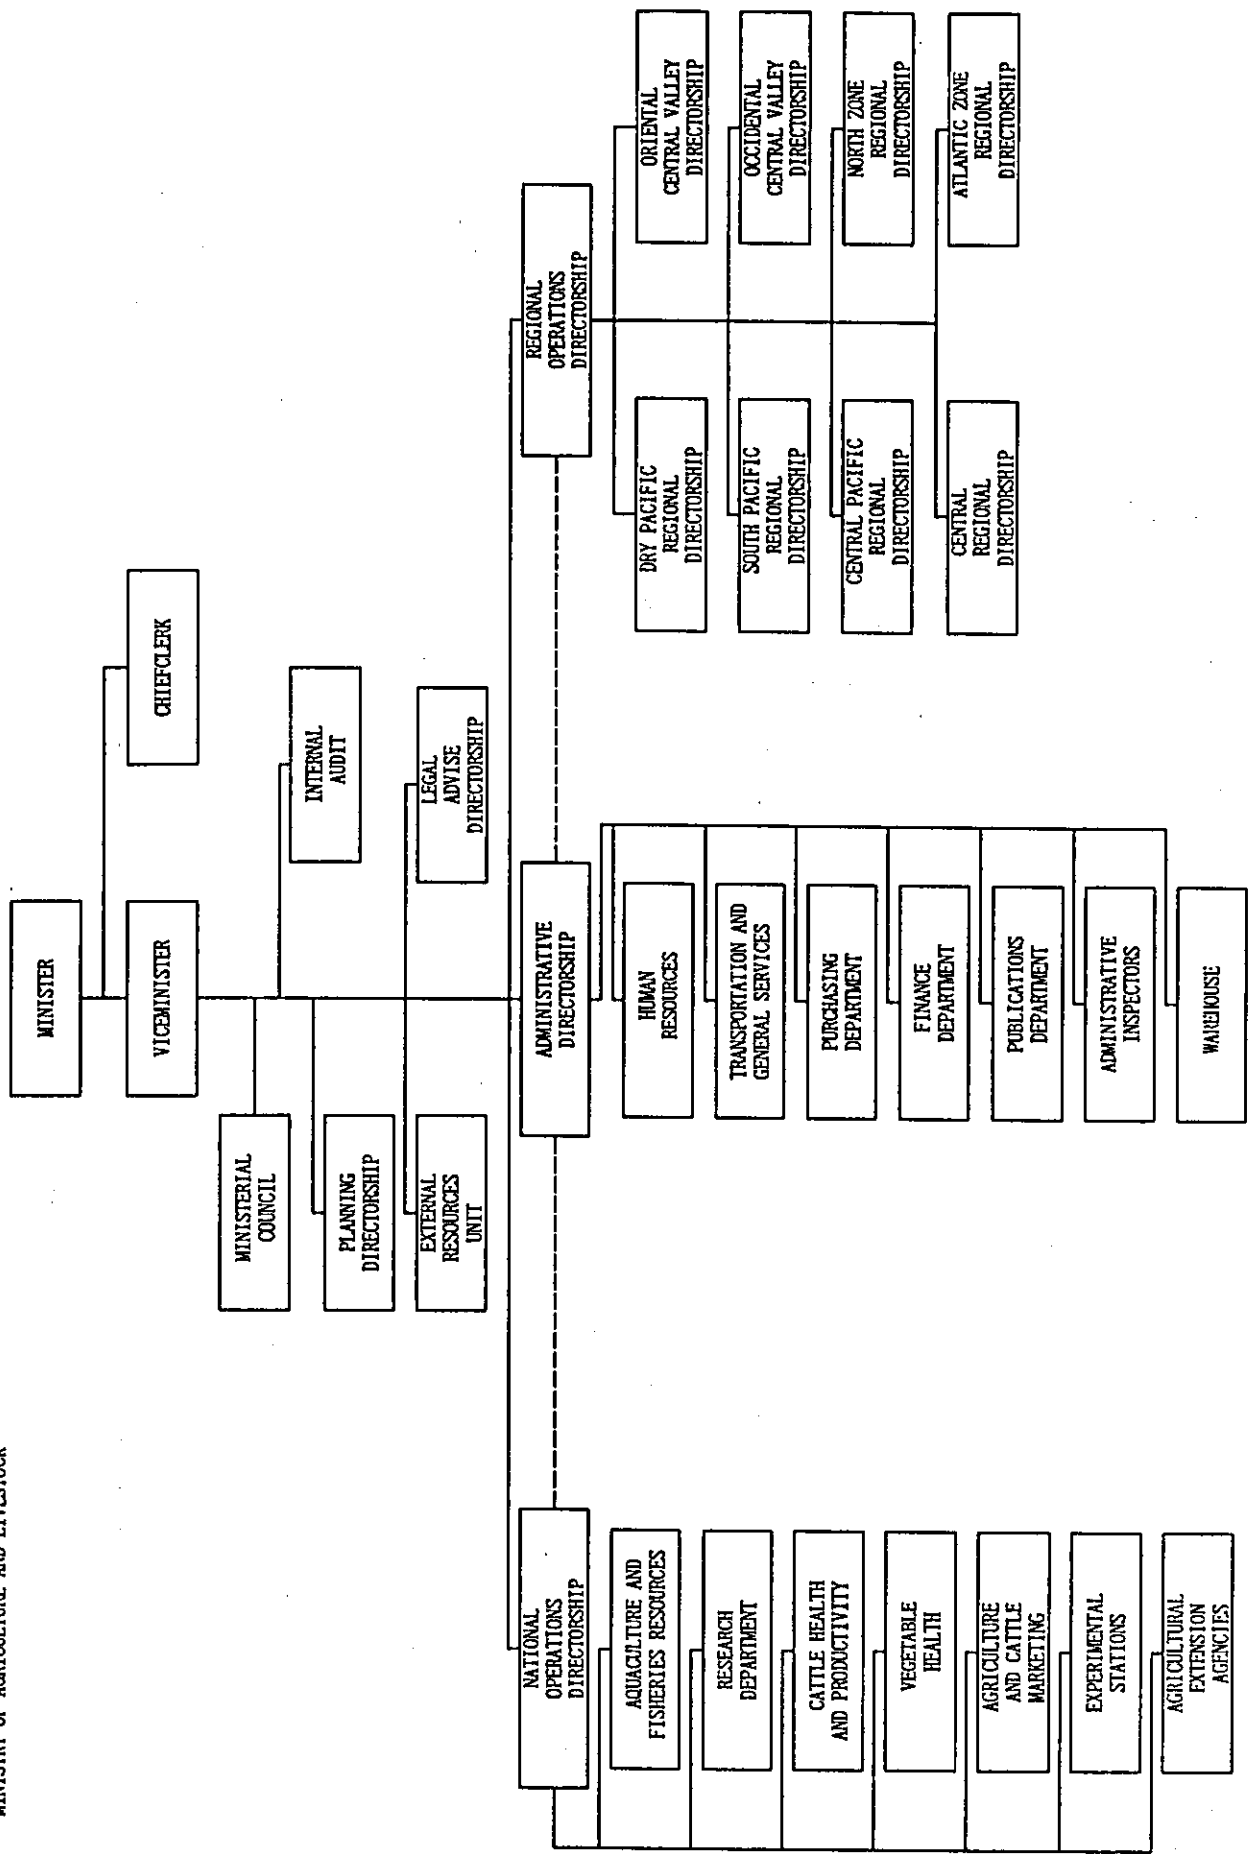 MINISTRY OF AGRICULTURE AND LIVESTOCK
MINISTER
CHIEFCLERK
VICEMINISTER
MINISTERIAL
COUNCIL
INTERNAL
AUDIT
PLANNING
DIRECTORSHIP
EXTERNAL
RESOURCES
UNIT
LEGAL
ADVISE
DIRECTORSHIP
NATIONAL
OPERATIONS
DIRECTORSHIP
ADMINISTRATIVE
DIRECTORSHIP
REGIONAL
OPERATIONS
DIRECTORSHIP
AQUACULTURE AND
FISHERIES RESOURCES
RESEARCH
DEPARTMENT
CATTLE HEALTH
AND PRODUCTIVITY
VEGETABLE
HEALTH
AGRICULTURE
AND CATTLE
MARKETING
EXPERIMENTAL
STATIONS
AGRICULTURAL
EXTENSION
AGENCIES
HUMAN
RESOURCES
TRANSPORTATION AND
GENERAL SERVICES
PURCHASING
DEPARTMENT
FINANCE
DEPARTMENT
PUBLICATIONS
DEPARTMENT
ADMINISTRATIVE
INSPECTORS
WAREHOUSE
DRY PACIFIC
REGIONAL
DIRECTORSHIP
ORIENTAL
CENTRAL VALLEY
DIRECTORSHIP
SOUTH PACIFIC
REGIONAL
DIRECTORSHIP
OCCIDENTAL
CENTRAL VALLEY
DIRECTORSHIP
CENTRAL PACIFIC
REGIONAL
DIRECTORSHIP
NORTH ZONE
REGIONAL
DIRECTORSHIP
CENTRAL
REGIONAL
DIRECTORSHIP
ATLANTIC ZONE
REGIONAL
DIRECTORSHIP